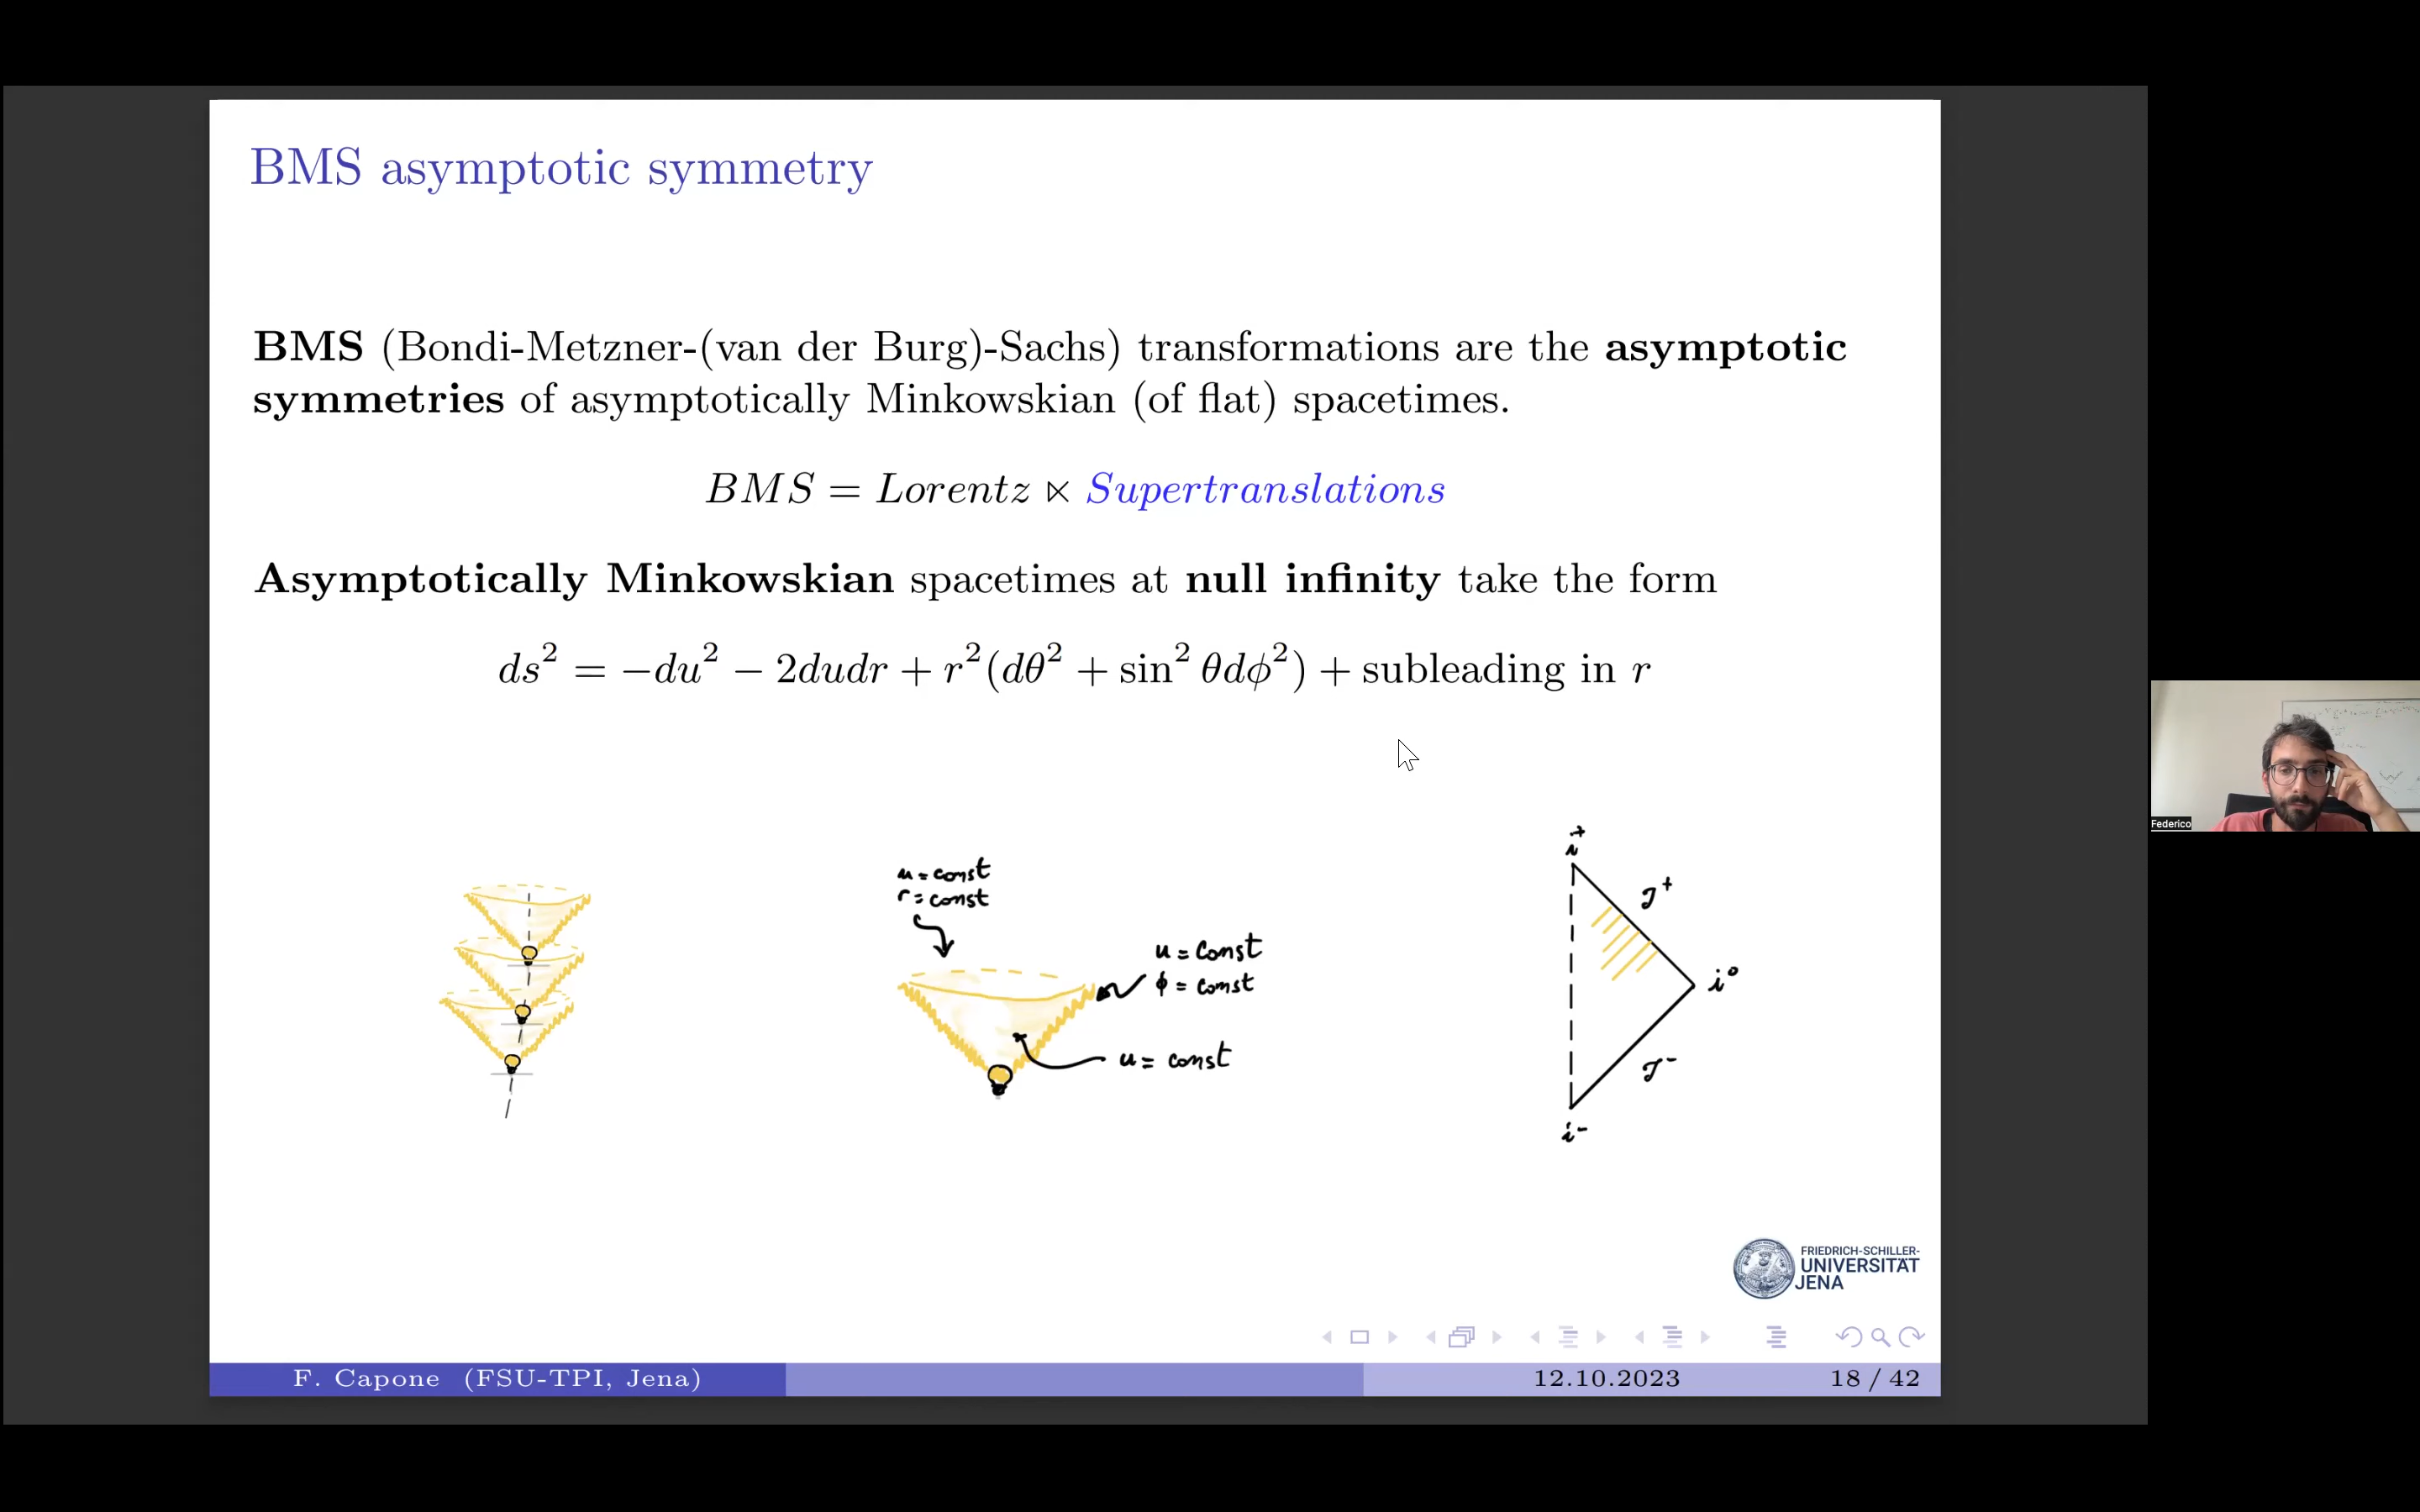 BMS asymptotic symmetry
BMS (Bondi-Metzner-(van der Burg)-Sachs) transformations are the asymptotic
symmetries of asymptotically Minkowskian (of flat) spacetimes.
BMS = Lorentz ⋉ Supertranslations
Asymptotically Minkowskian spacetimes at null infinity take the form
ds² = −du² − 2dudr + r²(dθ² + sin² θdϕ²) + subleading in r
u = const
r = const
u = const
ϕ = const
u = const
i⁺
J⁺
i⁰
J⁻
i⁻
Federico
FRIEDRICH-SCHILLER-
UNIVERSITÄT
JENA
F. Capone (FSU-TPI, Jena)
12.10.2023
18 / 42